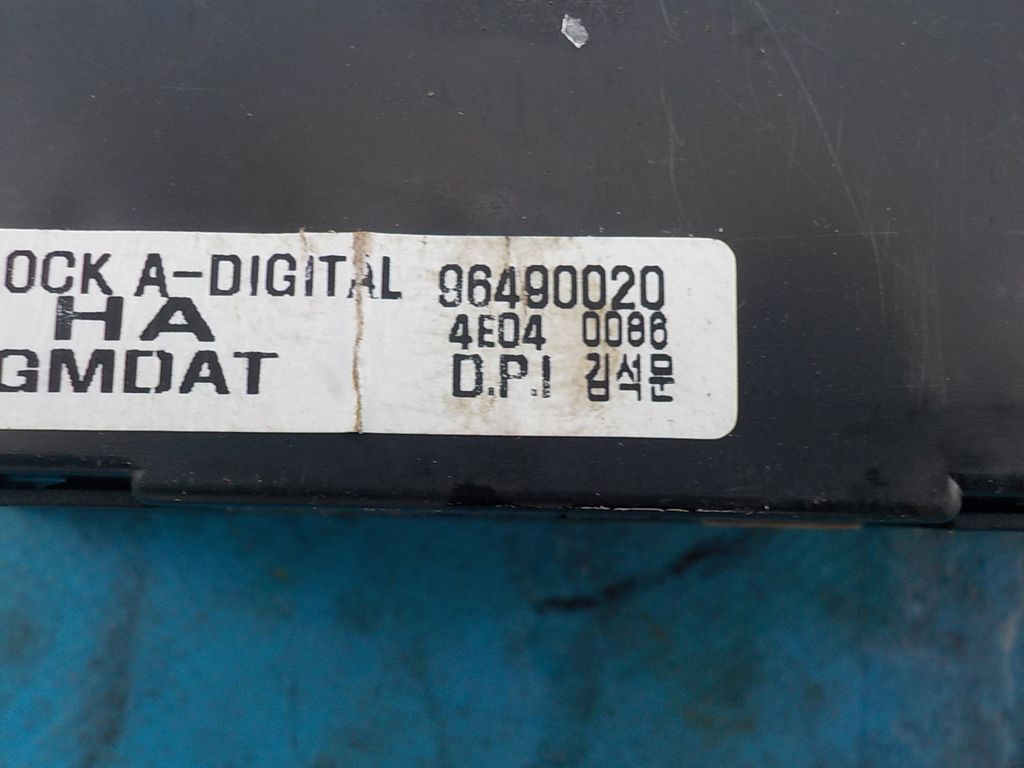 OCK A-DIGITAL 96490020
HA 4E04 0086
GMDAT D.P.I 김석문